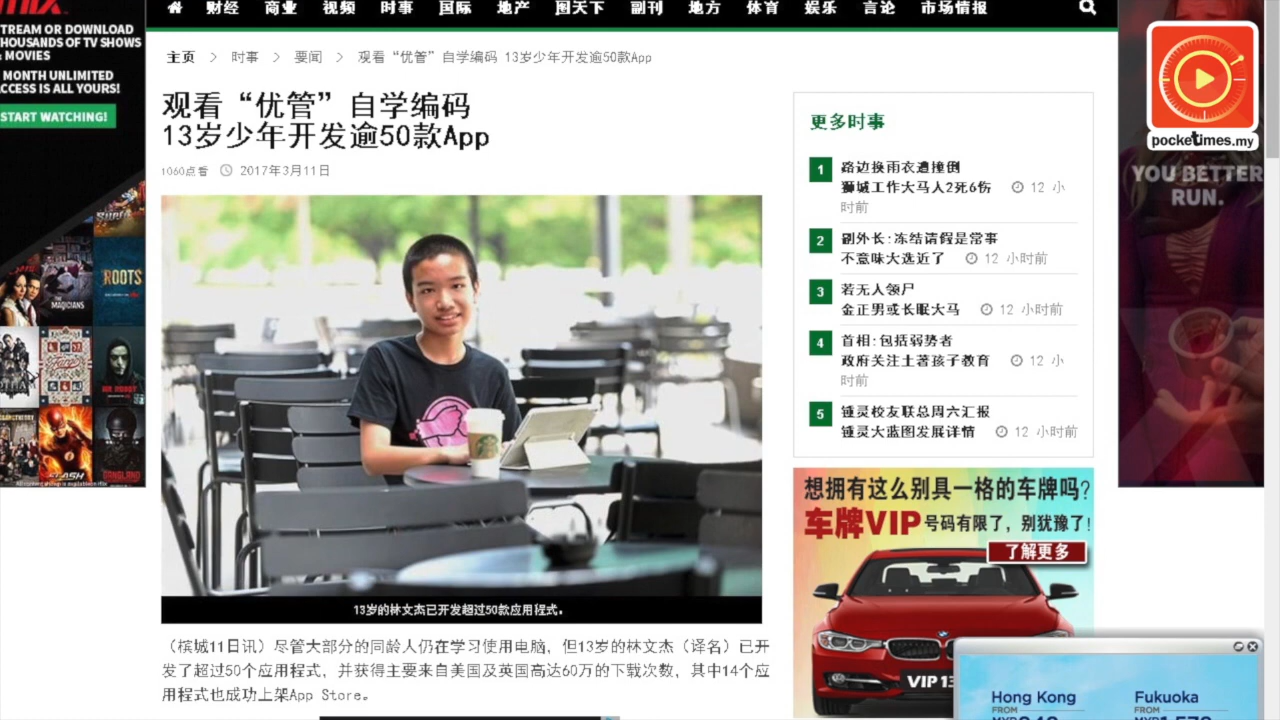 STREAM OR DOWNLOAD
THOUSANDS OF TV SHOWS
& MOVIES
MONTH UNLIMITED
ACCESS IS ALL YOURS!
START WATCHING!
ROOTS
THE MAGICIANS
MR. ROBOT
FLASH
GANGLAND
财经 商业 视频 时事 国际 地产 图天下 副刊 地方 体育 娱乐 言论 市场情报
主页 > 时事 > 要闻 > 观看“优管”自学编码 13岁少年开发逾50款App
观看“优管”自学编码
13岁少年开发逾50款App
1060点看 2017年3月11日
13岁的林文杰已开发超过50款应用程式。
（槟城11日讯）尽管大部分的同龄人仍在学习使用电脑，但13岁的林文杰（译名）已开
发了超过50个应用程式，并获得主要来自美国及英国高达60万的下载次数，其中14个应
用程式也成功上架App Store。
更多时事
1 路边换雨衣遭撞倒
狮城工作大马人2死6伤 12 小
时前
2 副外长:冻结请假是常事
不意味大选近了 12 小时前
3 若无人领尸
金正男或长眠大马 12 小时前
4 首相:包括弱势者
政府关注土著孩子教育 12 小
时前
5 锺灵校友联总周六汇报
锺灵大蓝图发展详情 12 小时前
想拥有这么别具一格的车牌吗?
车牌VIP号码有限了，别犹豫了!
了解更多
VIP 13
Hong Kong Fukuoka
FROM FROM
pocketimes.my
YOU BETTER
RUN.